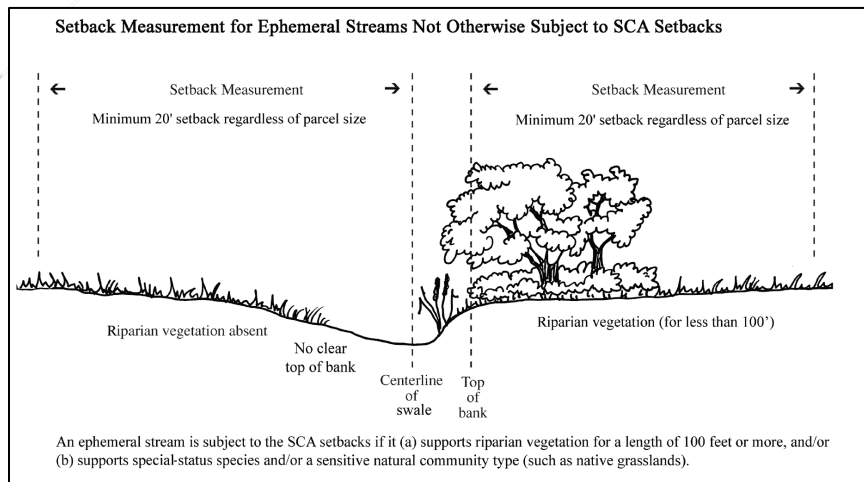 Setback Measurement for Ephemeral Streams Not Otherwise Subject to SCA Setbacks
Setback Measurement
Minimum 20' setback regardless of parcel size
Setback Measurement
Minimum 20' setback regardless of parcel size
Riparian vegetation absent
No clear
top of bank
Centerline
of
swale
Top
of
bank
Riparian vegetation (for less than 100')
An ephemeral stream is subject to the SCA setbacks if it (a) supports riparian vegetation for a length of 100 feet or more, and/or
(b) supports special-status species and/or a sensitive natural community type (such as native grasslands).